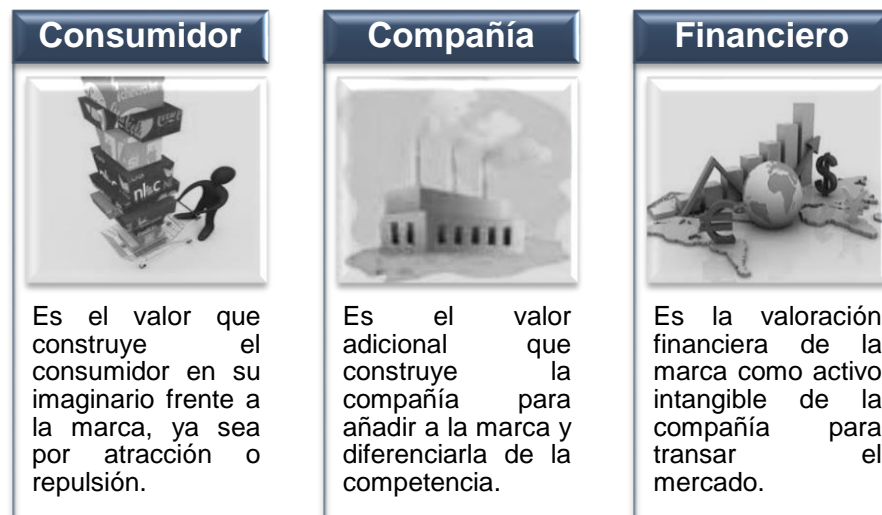 Consumidor
Es el valor que
construye el
consumidor en su
imaginario frente a
la marca, ya sea
por atracción o
repulsión.
Compañía
Es el valor
adicional que
construye la
compañía para
añadir a la marca y
diferenciarla de la
competencia.
Financiero
$
€
Es la valoración
financiera de la
marca como activo
intangible de la
compañía para
transar el
mercado.